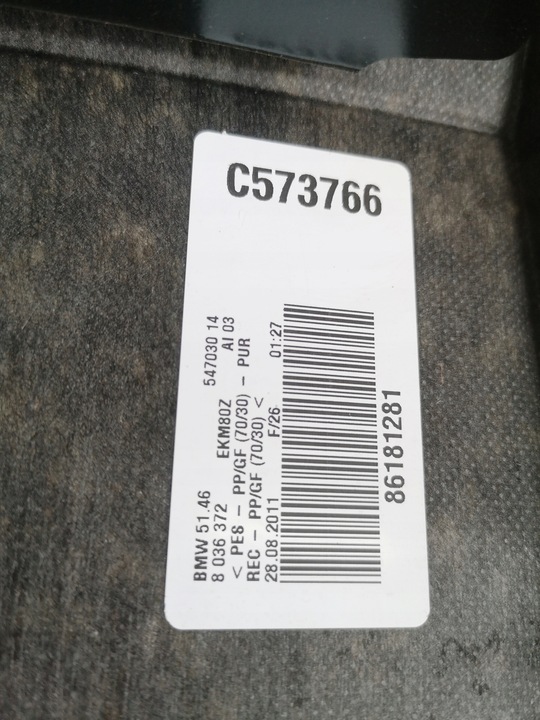 C573766
BMW 51.46 547030 14
8 036 372 EKM80Z AI 03
< PES – PP/GF (70/30) – PUR
REC – PP/GF (70/30) <
28.08.2011 F/26 01:27
86181281